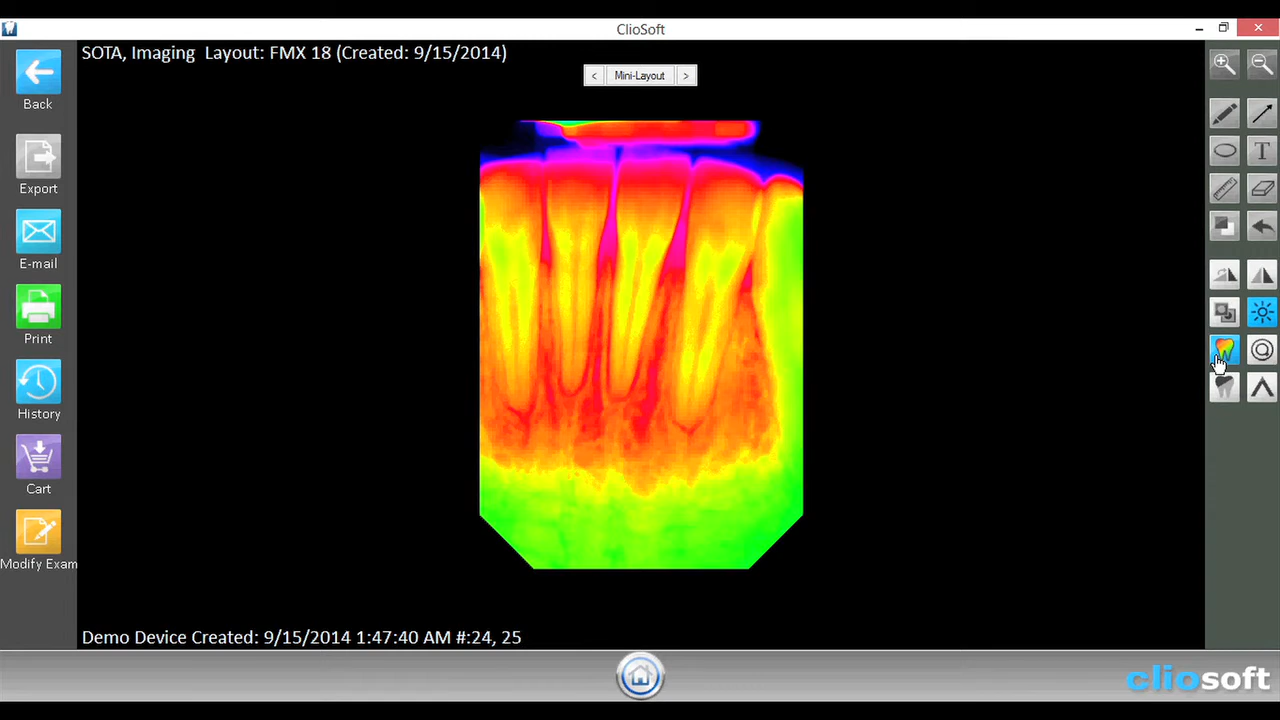 ClioSoft
SOTA, Imaging Layout: FMX 18 (Created: 9/15/2014)
< Mini-Layout >
Back
Export
E-mail
Print
History
Cart
Modify Exam
T
Demo Device Created: 9/15/2014 1:47:40 AM #:24, 25
cliosoft